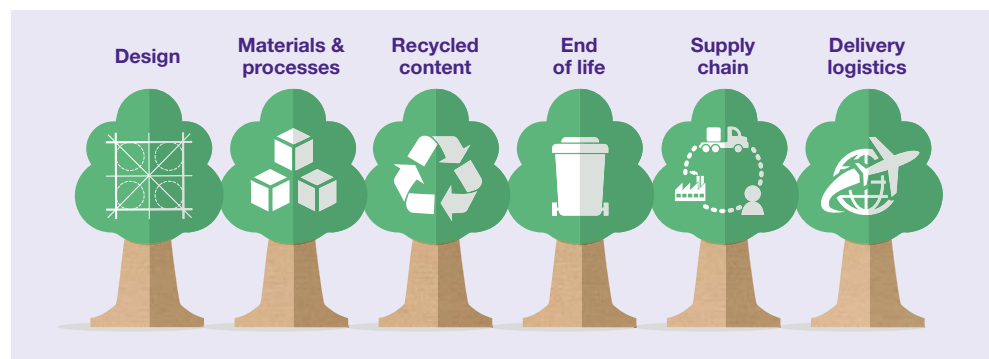 Design
Materials &
processes
Recycled
content
End
of life
Supply
chain
Delivery
logistics